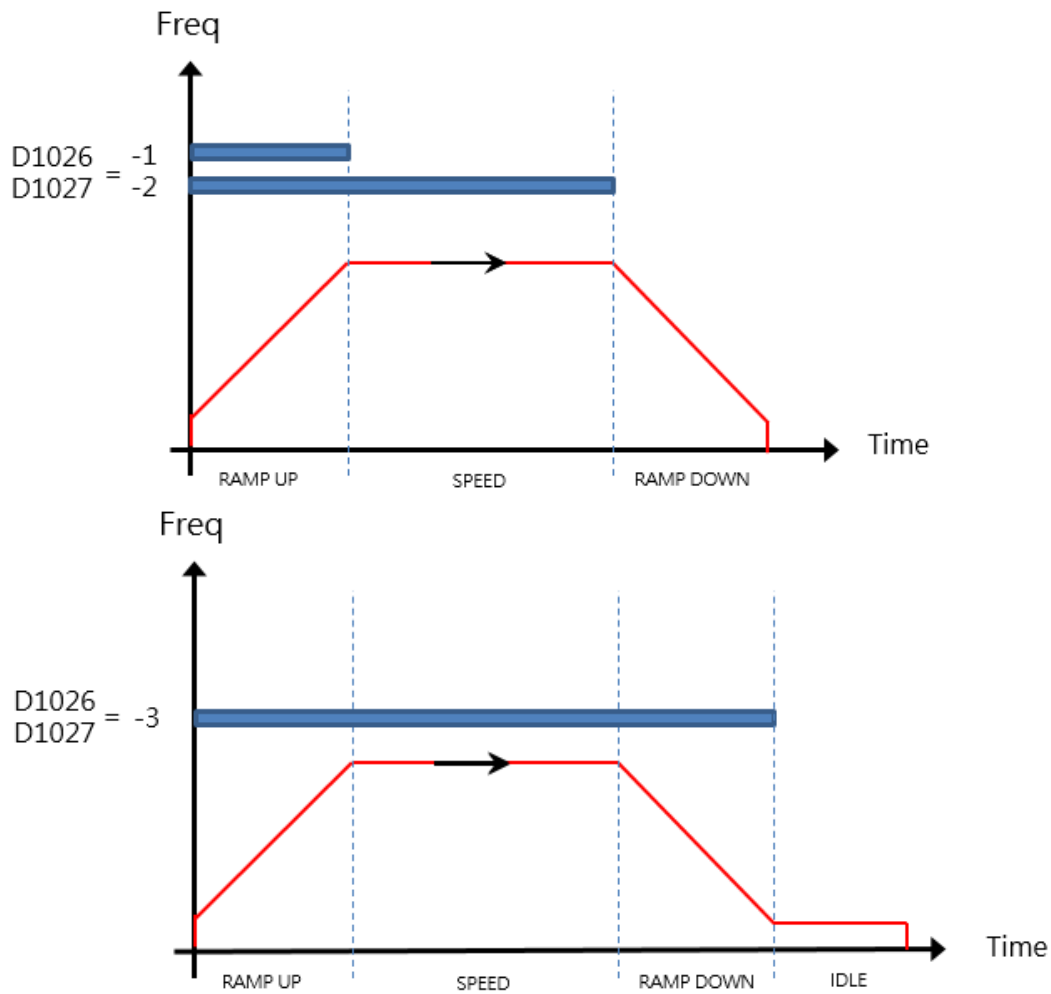 Freq
D1026
D1027
= -1
-2
Time
RAMP UP
SPEED
RAMP DOWN
Freq
D1026
D1027
= -3
Time
RAMP UP
SPEED
RAMP DOWN
IDLE